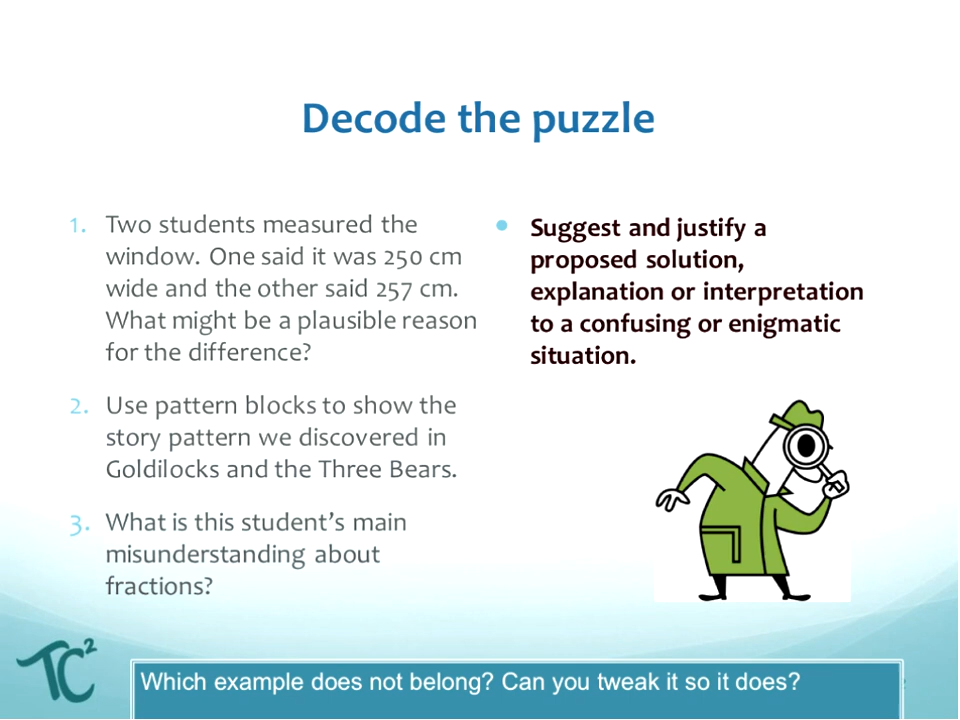 Decode the puzzle
1. Two students measured the
window. One said it was 250 cm
wide and the other said 257 cm.
What might be a plausible reason
for the difference?
2. Use pattern blocks to show the
story pattern we discovered in
Goldilocks and the Three Bears.
3. What is this student’s main
misunderstanding about
fractions?
• Suggest and justify a
proposed solution,
explanation or interpretation
to a confusing or enigmatic
situation.
TC²
Which example does not belong? Can you tweak it so it does?